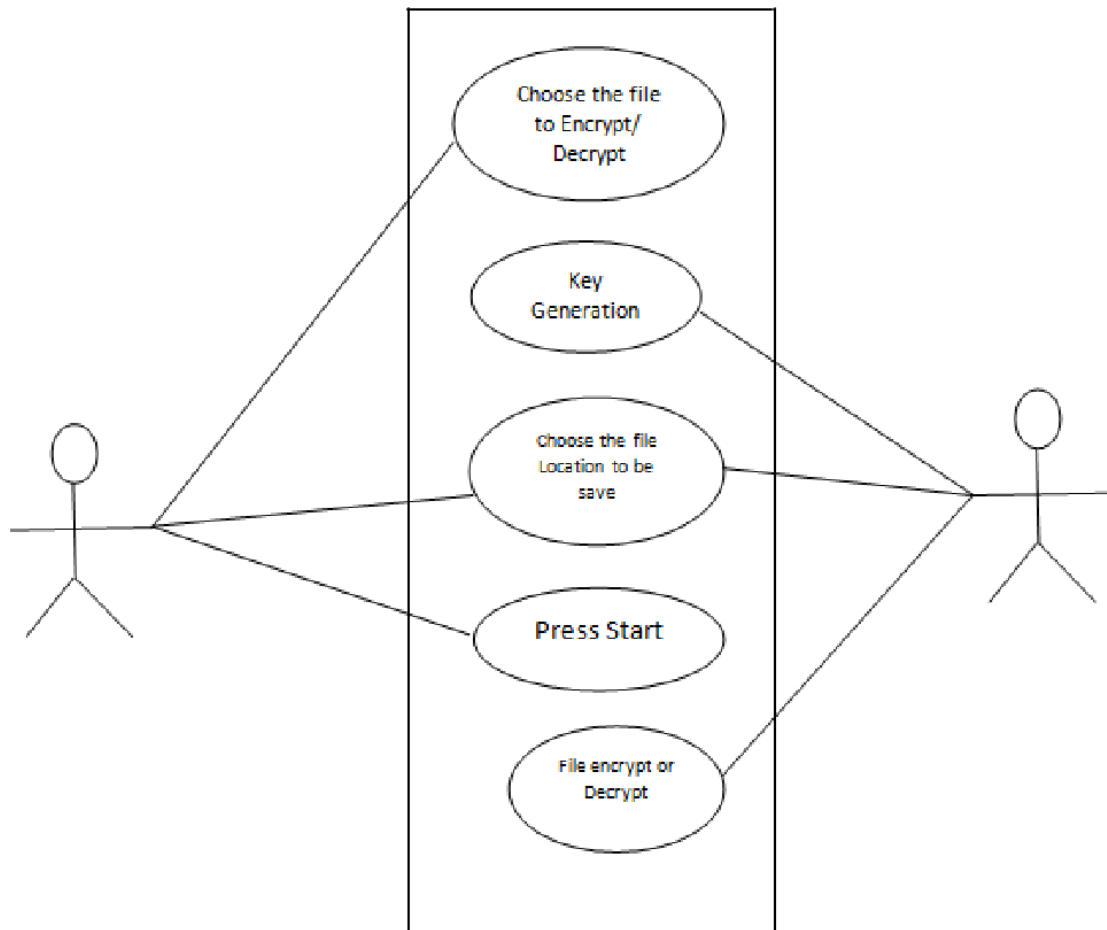 Choose the file
to Encrypt/
Decrypt
Key
Generation
Choose the file
Location to be
save
Press Start
File encrypt or
Decrypt